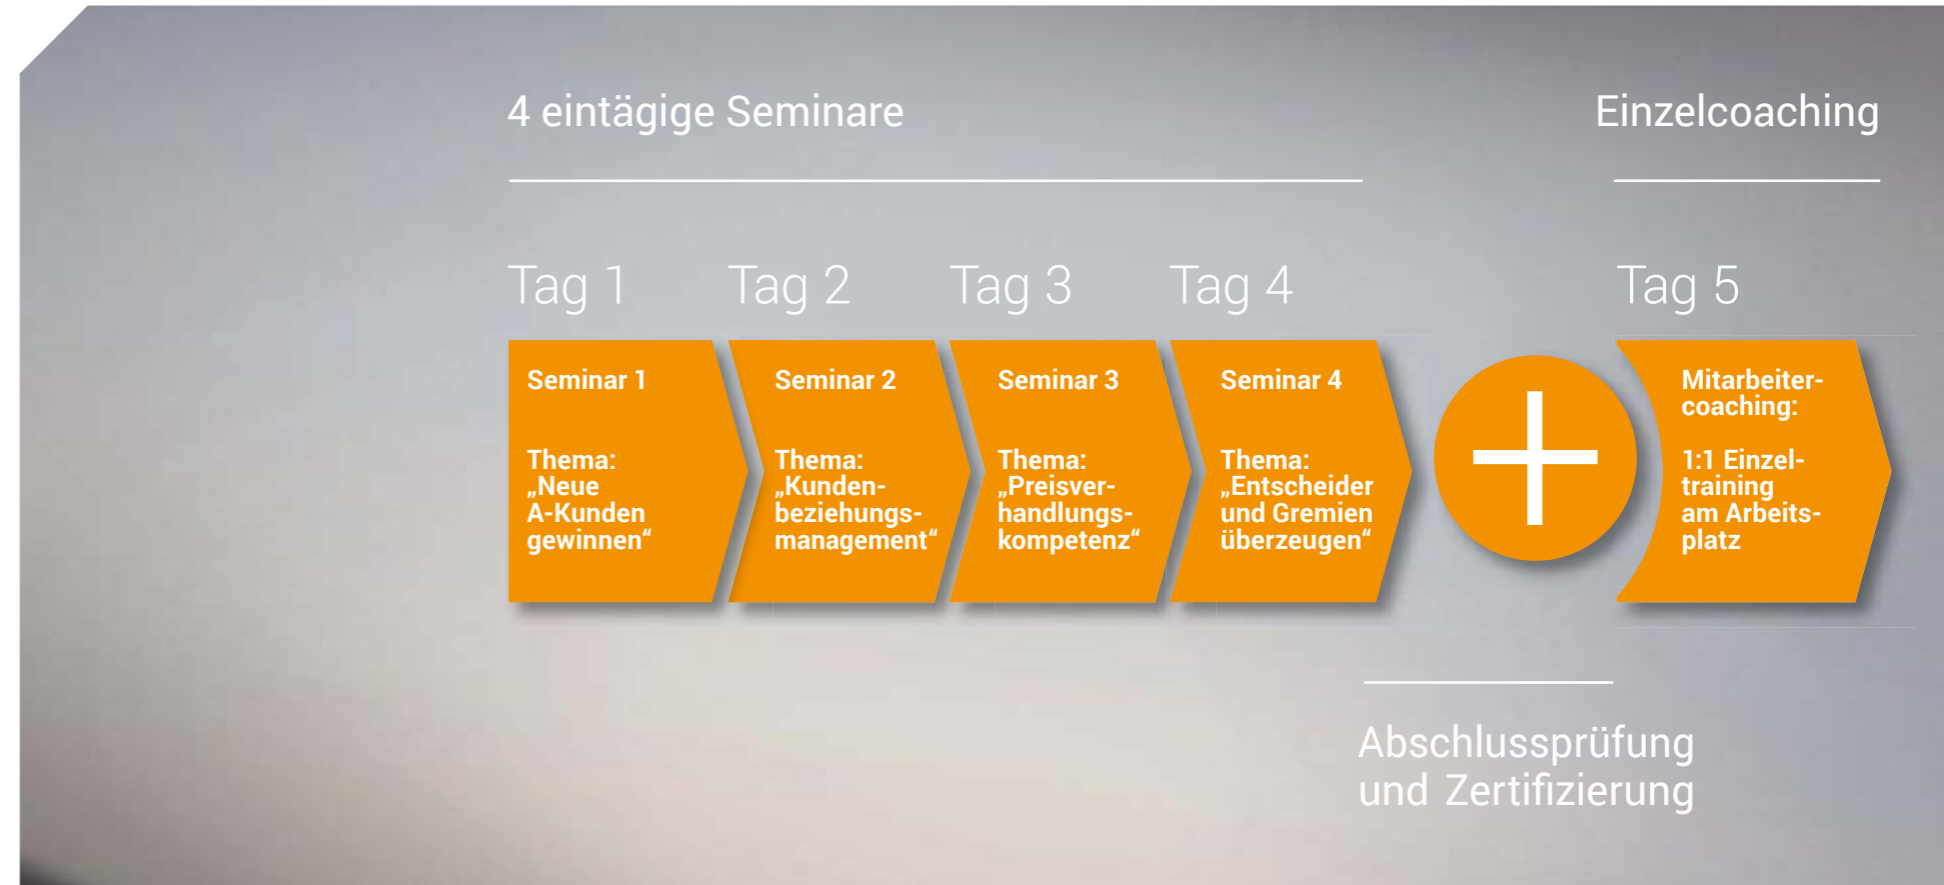 4 eintägige Seminare
Einzelcoaching
Tag 1
Tag 2
Tag 3
Tag 4
Tag 5
Seminar 1
Thema:
„Neue
A-Kunden
gewinnen“
Seminar 2
Thema:
„Kunden-
beziehungs-
management“
Seminar 3
Thema:
„Preisver-
handlungs-
kompetenz“
Seminar 4
Thema:
„Entscheider
und Gremien
überzeugen“
Mitarbeiter-
coaching:
1:1 Einzel-
training
am Arbeits-
platz
Abschlussprüfung
und Zertifizierung